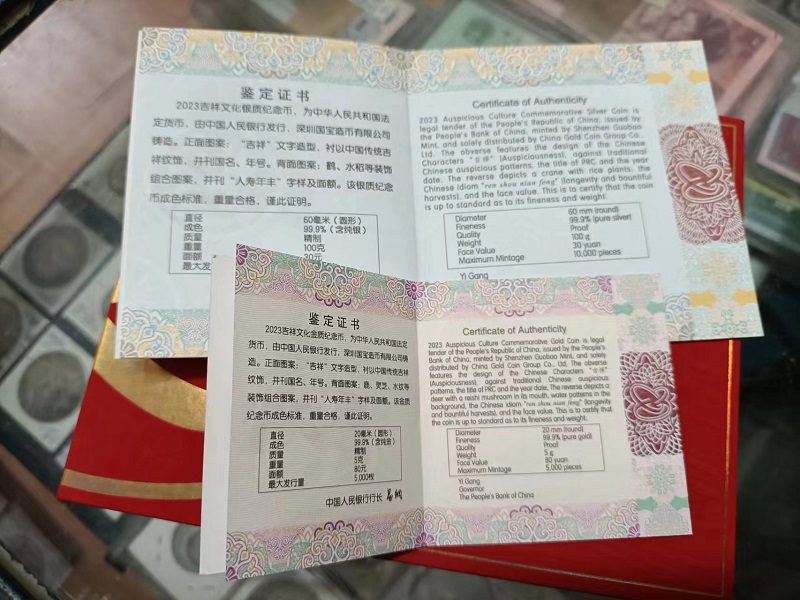 鉴定证书
2023吉祥文化银质纪念币，为中华人民共和国法
定货币，由中国人民银行发行，深圳国宝造币有限公司
铸造。正面图案：“吉祥”文字造型，衬以中国传统吉
祥纹饰，并刊国名、年号。背面图案：鹤、水稻等装饰
组合图案，并刊“人寿年丰”字样及面额。该银质纪念
币成色标准，重量合格，谨此证明。
直径 60毫米（圆形）
成色 99.9%（含纯银）
质量 精制
重量 100克
面额 30元
最大发
Certificate of Authenticity
2023 Auspicious Culture Commemorative Silver Coin is
legal tender of the People's Republic of China, issued by
the People's Bank of China, minted by Shenzhen Guobao
Mint, and solely distributed by China Gold Coin Group Co.,
Ltd. The obverse features the design of the Chinese
Characters "吉祥" (Auspiciousness), against traditional
Chinese auspicious patterns, the title of PRC and the year
date. The reverse depicts a crane with rice plants, the
Chinese idiom "ren shou nian feng" (longevity and bountiful
harvests), and the face value. This is to certify that the coin
is up to standard as to its fineness and weight.
Diameter 60 mm (round)
Fineness 99.9% (pure silver)
Quality Proof
Weight 100 g
Face Value 30 yuan
Maximum Mintage 10,000 pieces
Yi Gang
鉴定证书
2023吉祥文化金质纪念币，为中华人民共和国法定
货币，由中国人民银行发行，深圳国宝造币有限公司铸
造。正面图案：“吉祥”文字造型，衬以中国传统吉祥
纹饰，并刊国名、年号。背面图案：鹿、灵芝、水纹等
装饰组合图案，并刊“人寿年丰”字样及面额。该金质
纪念币成色标准，重量合格，谨此证明。
直径 20毫米（圆形）
成色 99.9%（含纯金）
质量 精制
重量 5克
面额 80元
最大发行量 5,000枚
中国人民银行行长 易纲
Certificate of Authenticity
2023 Auspicious Culture Commemorative Gold Coin is legal
tender of the People's Republic of China, issued by the People's
Bank of China, minted by Shenzhen Guobao Mint, and solely
distributed by China Gold Coin Group Co., Ltd. The obverse
features the design of the Chinese Characters "吉祥"
(Auspiciousness), against traditional Chinese auspicious
patterns, the title of PRC and the year date. The reverse depicts a
deer with a reishi mushroom in its mouth, water patterns in the
background, the Chinese idiom "ren shou nian feng" (longevity
and bountiful harvests), and the face value. This is to certify that
the coin is up to standard as to its fineness and weight.
Diameter 20 mm (round)
Fineness 99.9% (pure gold)
Quality Proof
Weight 5 g
Face Value 80 yuan
Maximum Mintage 5,000 pieces
Yi Gang
Governor
The People's Bank of China